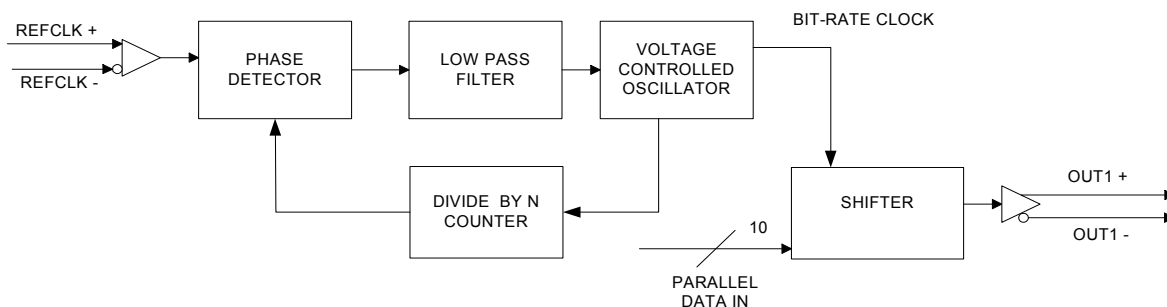 BIT-RATE CLOCK
REFCLK +
REFCLK -
PHASE
DETECTOR
LOW PASS
FILTER
VOLTAGE
CONTROLLED
OSCILLATOR
DIVIDE BY N
COUNTER
SHIFTER
OUT1 +
OUT1 -
10
PARALLEL
DATA IN